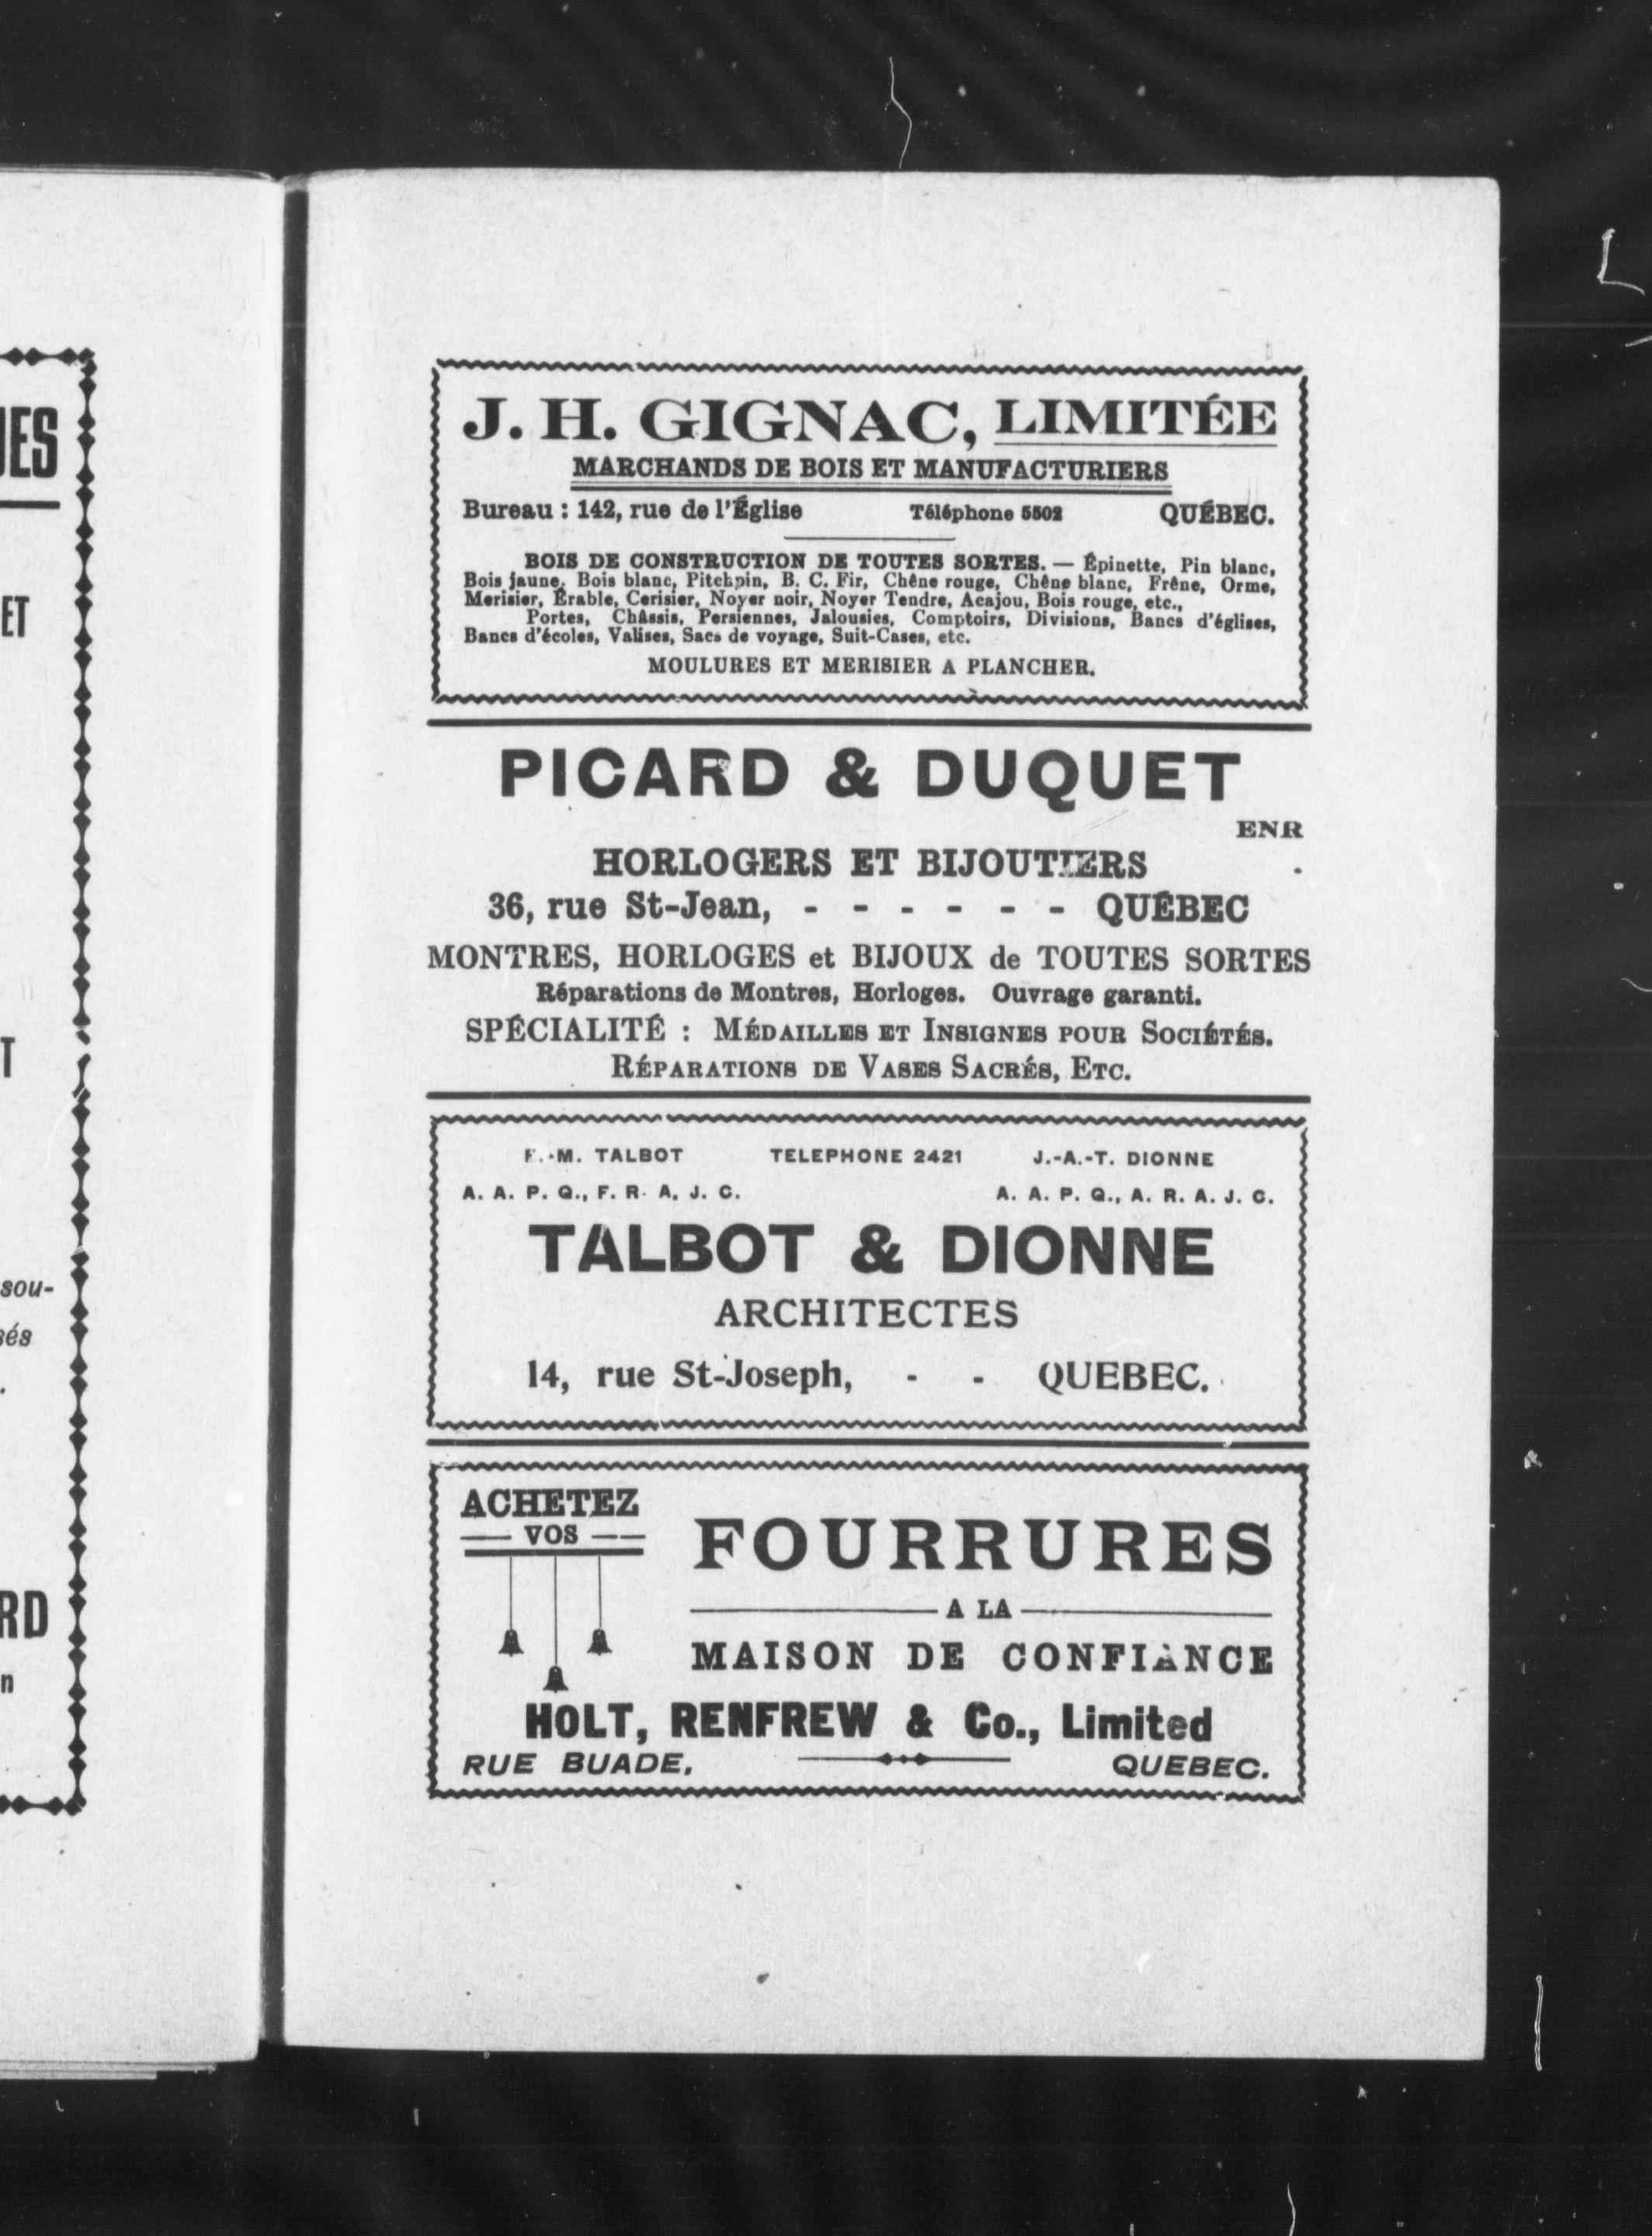 UES
ET
T
sou-
sés
RD
n
J. H. GIGNAC, LIMITÉE
MARCHANDS DE BOIS ET MANUFACTURIERS
Bureau : 142, rue de l'Église Téléphone 5502 QUÉBEC.
BOIS DE CONSTRUCTION DE TOUTES SORTES. — Épinette, Pin blanc,
Bois jaune, Bois blanc, Pitchpin, B. C. Fir, Chêne rouge, Chêne blanc, Frêne, Orme,
Merisier, Érable, Cerisier, Noyer noir, Noyer Tendre, Acajou, Bois rouge, etc.,
Portes, Châssis, Persiennes, Jalousies, Comptoirs, Divisions, Bancs d'églises,
Bancs d'écoles, Valises, Sacs de voyage, Suit-Cases, etc.
MOULURES ET MERISIER A PLANCHER.
PICARD & DUQUET
ENR
HORLOGERS ET BIJOUTIERS .
36, rue St-Jean, - - - - - - QUÉBEC
MONTRES, HORLOGES et BIJOUX de TOUTES SORTES
Réparations de Montres, Horloges. Ouvrage garanti.
SPÉCIALITÉ : MÉDAILLES ET INSIGNES POUR SOCIÉTÉS.
RÉPARATIONS DE VASES SACRÉS, ETC.
-M. TALBOT TELEPHONE 2421 J.-A.-T. DIONNE
A. A. P. Q., F. R. A. J. C. A. A. P. Q., A. R. A. J. C.
TALBOT & DIONNE
ARCHITECTES
14, rue St-Joseph, - - QUEBEC.
ACHETEZ
— VOS —
FOURRURES
A LA
MAISON DE CONFIANCE
HOLT, RENFREW & Co., Limited
RUE BUADE, QUEBEC.